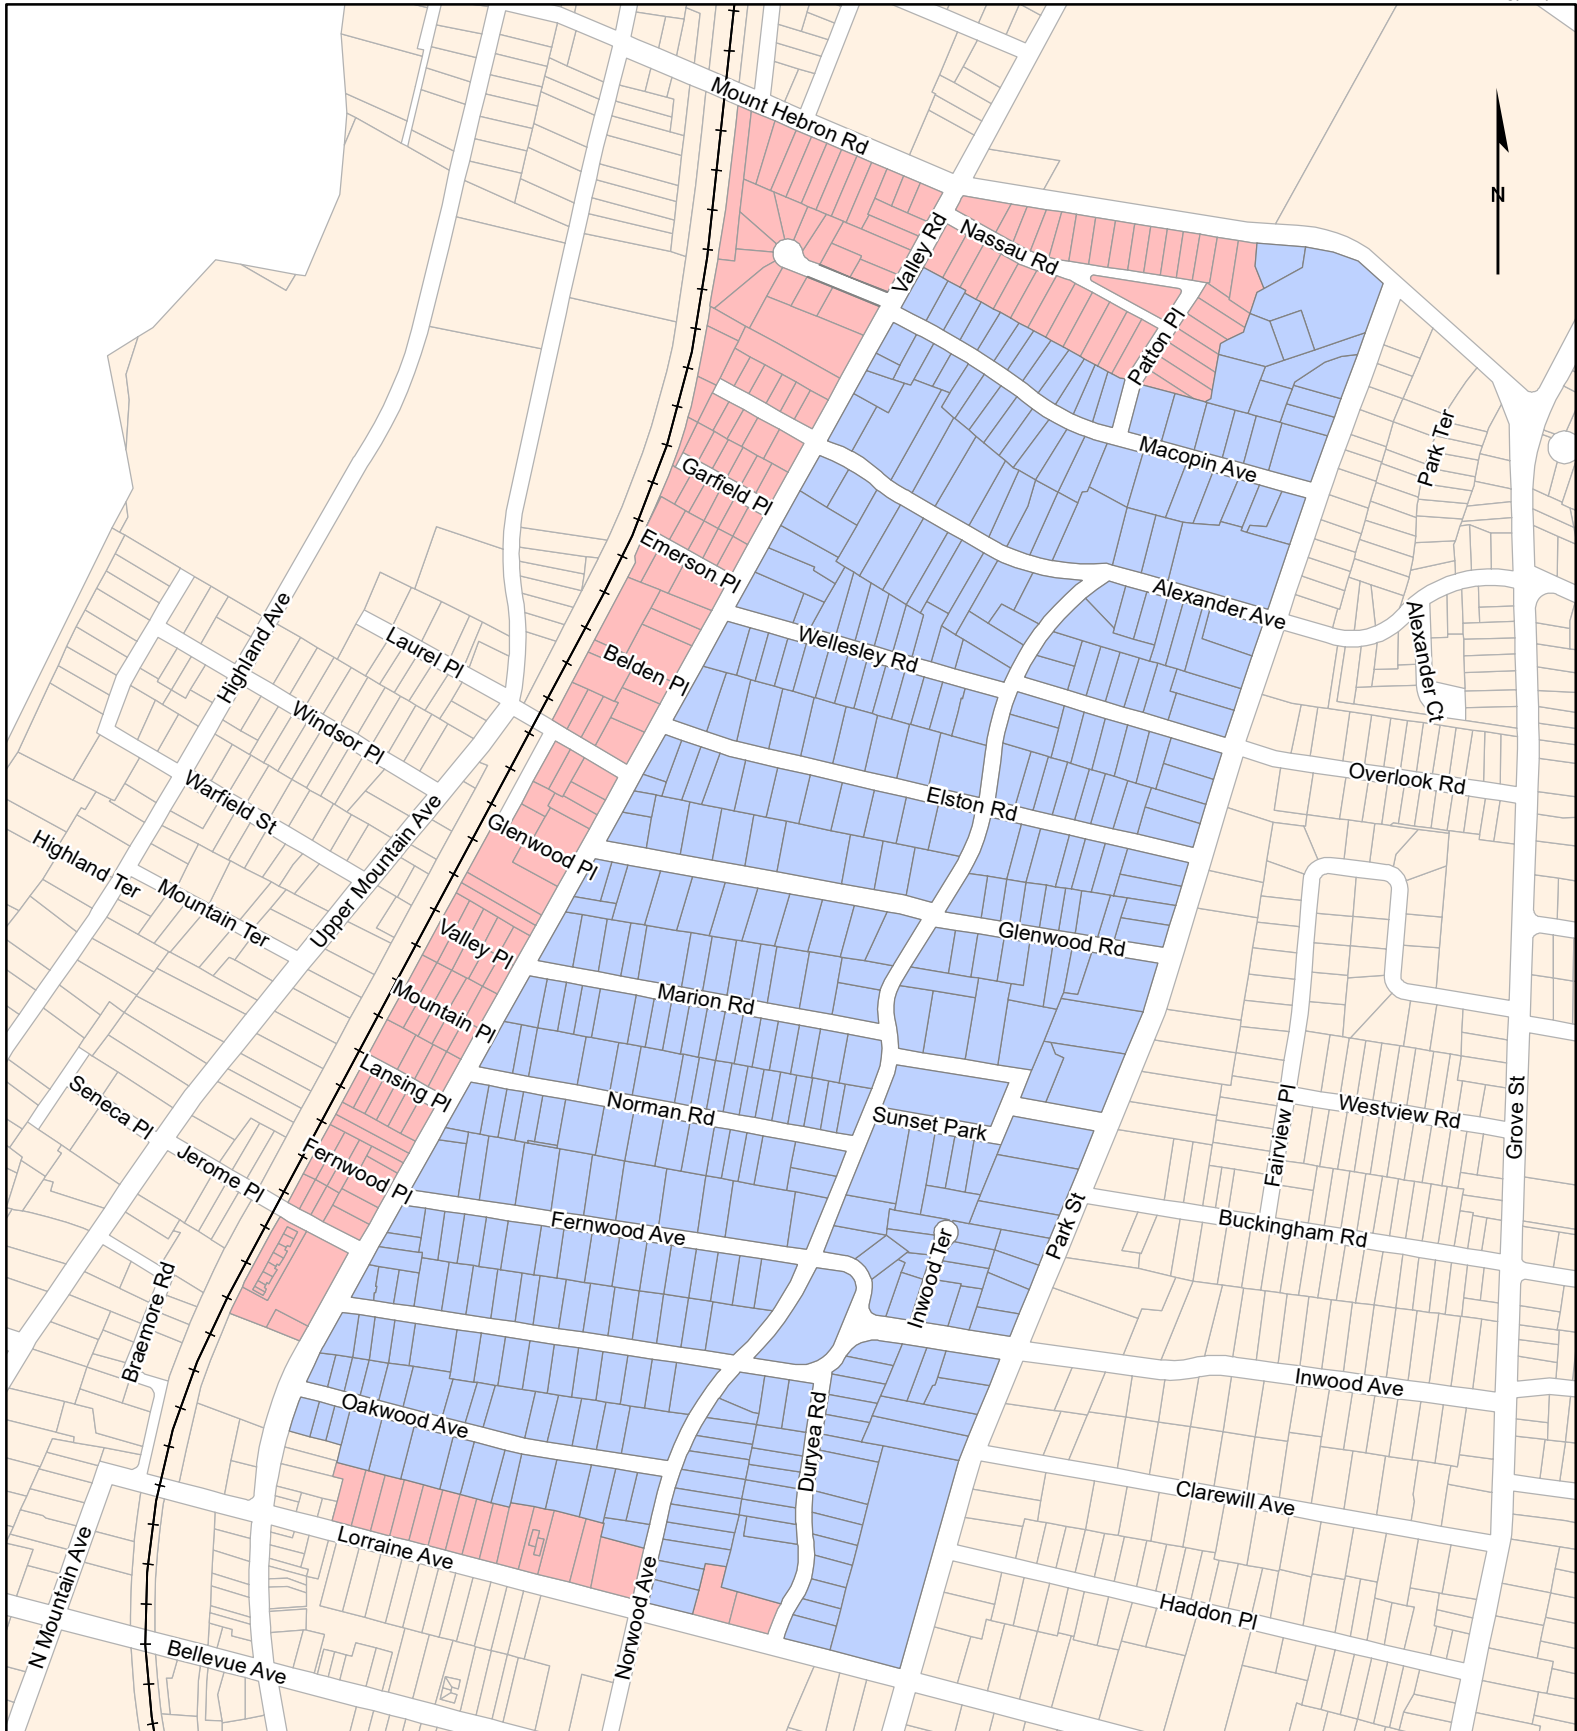 Mount Hebron Rd
N
Valley Rd
Nassau Rd
Patton Pl
Macopin Ave
Park Ter
Garfield Pl
Emerson Pl
Alexander Ave
Alexander Ct
Highland Ave
Laurel Pl
Wellesley Rd
Belden Pl
Windsor Pl
Overlook Rd
Warfield St
Elston Rd
Upper Mountain Ave
Glenwood Pl
Highland Ter
Mountain Ter
Valley Pl
Glenwood Rd
Mountain Pl
Marion Rd
Lansing Pl
Seneca Pl
Norman Rd
Sunset Park
Westview Rd
Fairview Pl
Grove St
Jerome Pl
Fernwood Pl
Fernwood Ave
Park St
Buckingham Rd
Inwood Ter
Braemore Rd
Inwood Ave
Oakwood Ave
Duryea Rd
Clarewill Ave
Lorraine Ave
N Mountain Ave
Norwood Ave
Haddon Pl
Bellevue Ave